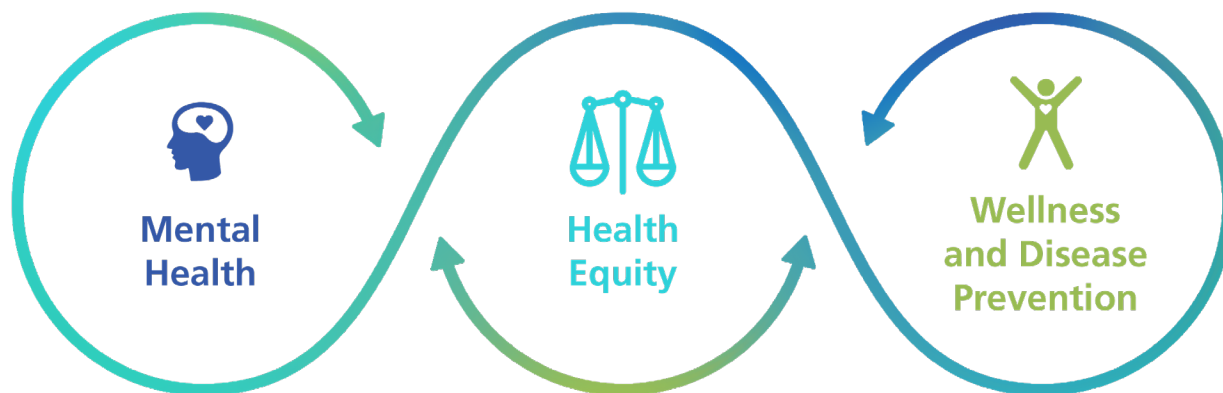 Mental
Health
Health
Equity
Wellness
and Disease
Prevention